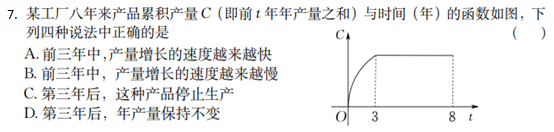 7. 某工厂八年来产品累积产量C(即前t年年产量之和)与时间(年)的函数如图,下
列四种说法中正确的是 ( )
A. 前三年中,产量增长的速度越来越快
B. 前三年中,产量增长的速度越来越慢
C. 第三年后,这种产品停止生产
D. 第三年后,年产量保持不变
C
O 3 8 t